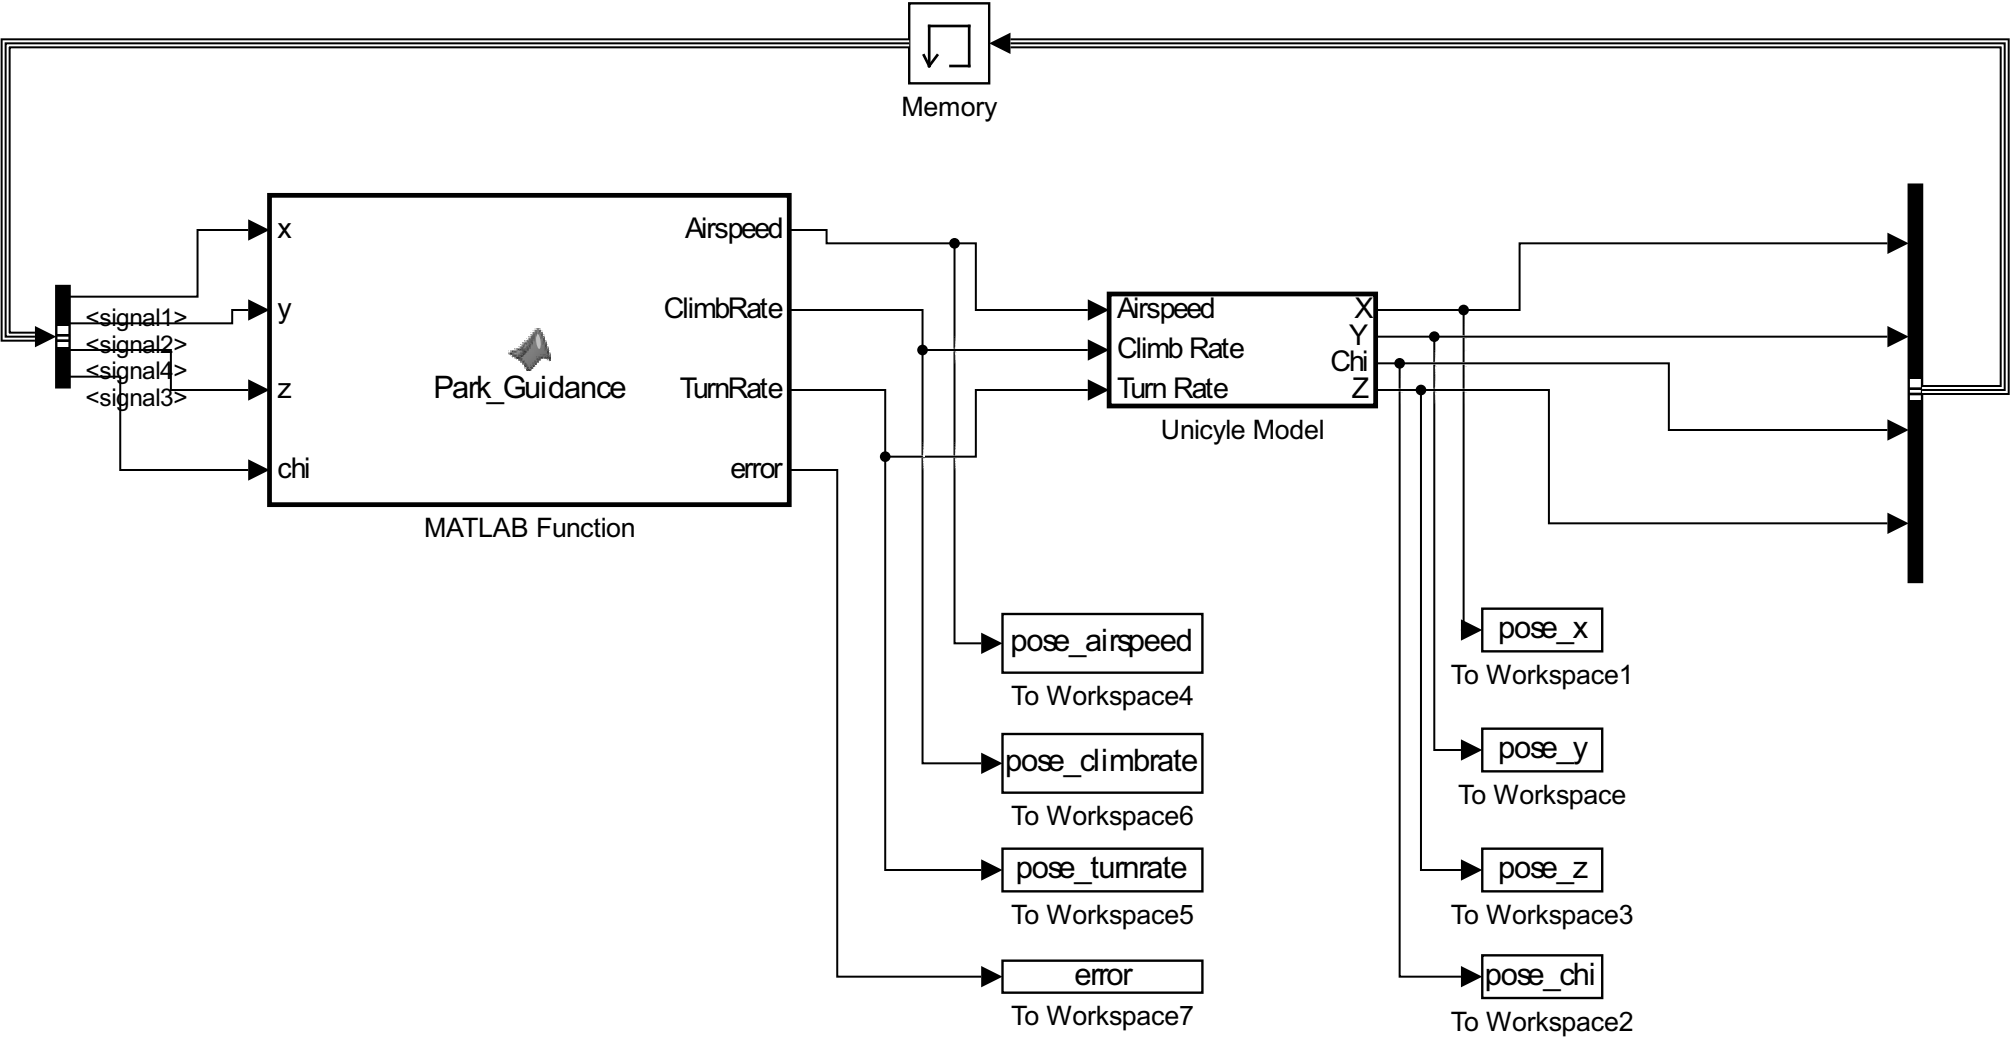 Memory
<signal1>
<signal2>
<signal4>
<signal3>
x
y
z
chi
Park_Guidance
Airspeed
ClimbRate
TurnRate
error
MATLAB Function
Airspeed
Climb Rate
Turn Rate
X
Y
Chi
Z
Unicyle Model
pose_airspeed
To Workspace4
pose_climbrate
To Workspace6
pose_turnrate
To Workspace5
error
To Workspace7
pose_x
To Workspace1
pose_y
To Workspace
pose_z
To Workspace3
pose_chi
To Workspace2